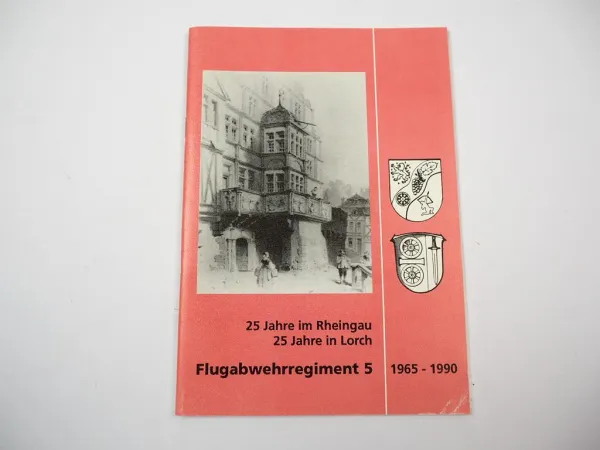 25 Jahre im Rheingau
25 Jahre in Lorch
Flugabwehrregiment 5
1965 - 1990